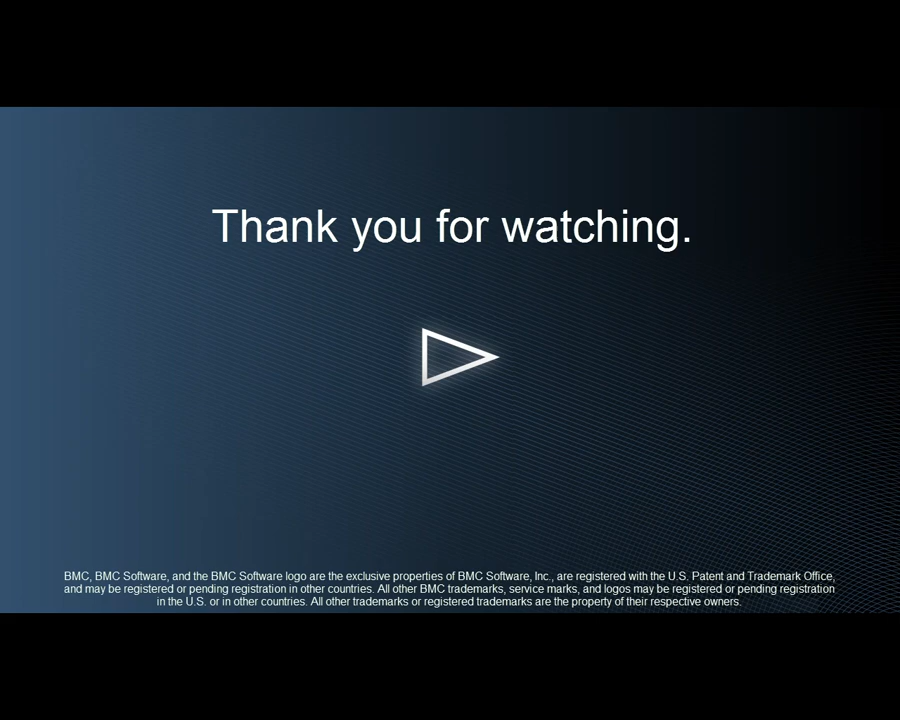 Thank you for watching.
BMC, BMC Software, and the BMC Software logo are the exclusive properties of BMC Software, Inc., are registered with the U.S. Patent and Trademark Office,
and may be registered or pending registration in other countries. All other BMC trademarks, service marks, and logos may be registered or pending registration
in the U.S. or in other countries. All other trademarks or registered trademarks are the property of their respective owners.